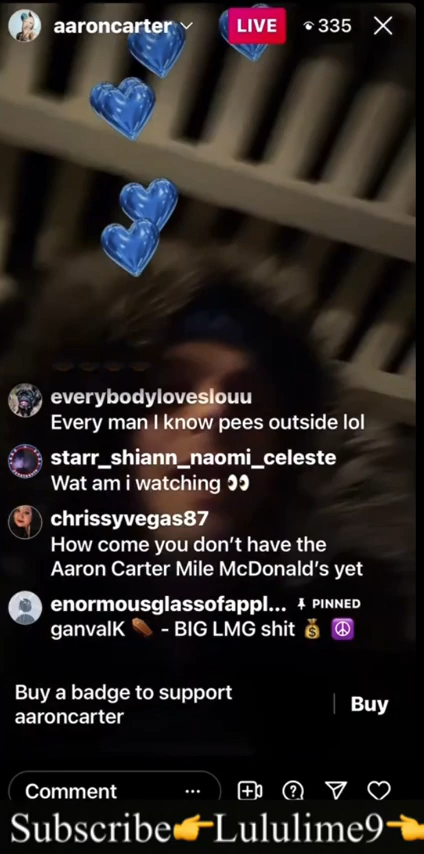 aaroncarter
LIVE
335
everybodyloveslouu
Every man I know pees outside lol
starr_shiann_naomi_celeste
Wat am i watching 👀
chrissyvegas87
How come you don't have the
Aaron Carter Mile McDonald's yet
enormousglassofappl... PINNED
ganvalK ⚰️ - BIG LMG shit 💰 ☮️
Buy a badge to support
aaroncarter
Buy
Comment ...
Subscribe👉Lululime9👈